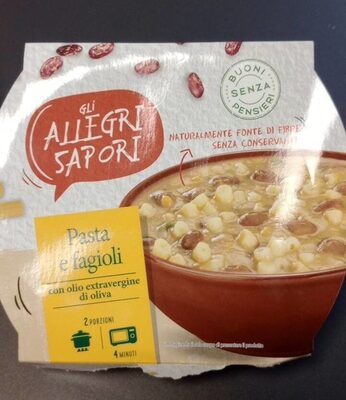 GLI
ALLEGRI
SAPORI
BUONI
SENZA
PENSIERI
NATURALMENTE FONTE DI FIBRE
SENZA CONSERVANTI
Pasta
e fagioli
con olio extravergine
di oliva
2 PORZIONI
4 MINUTI